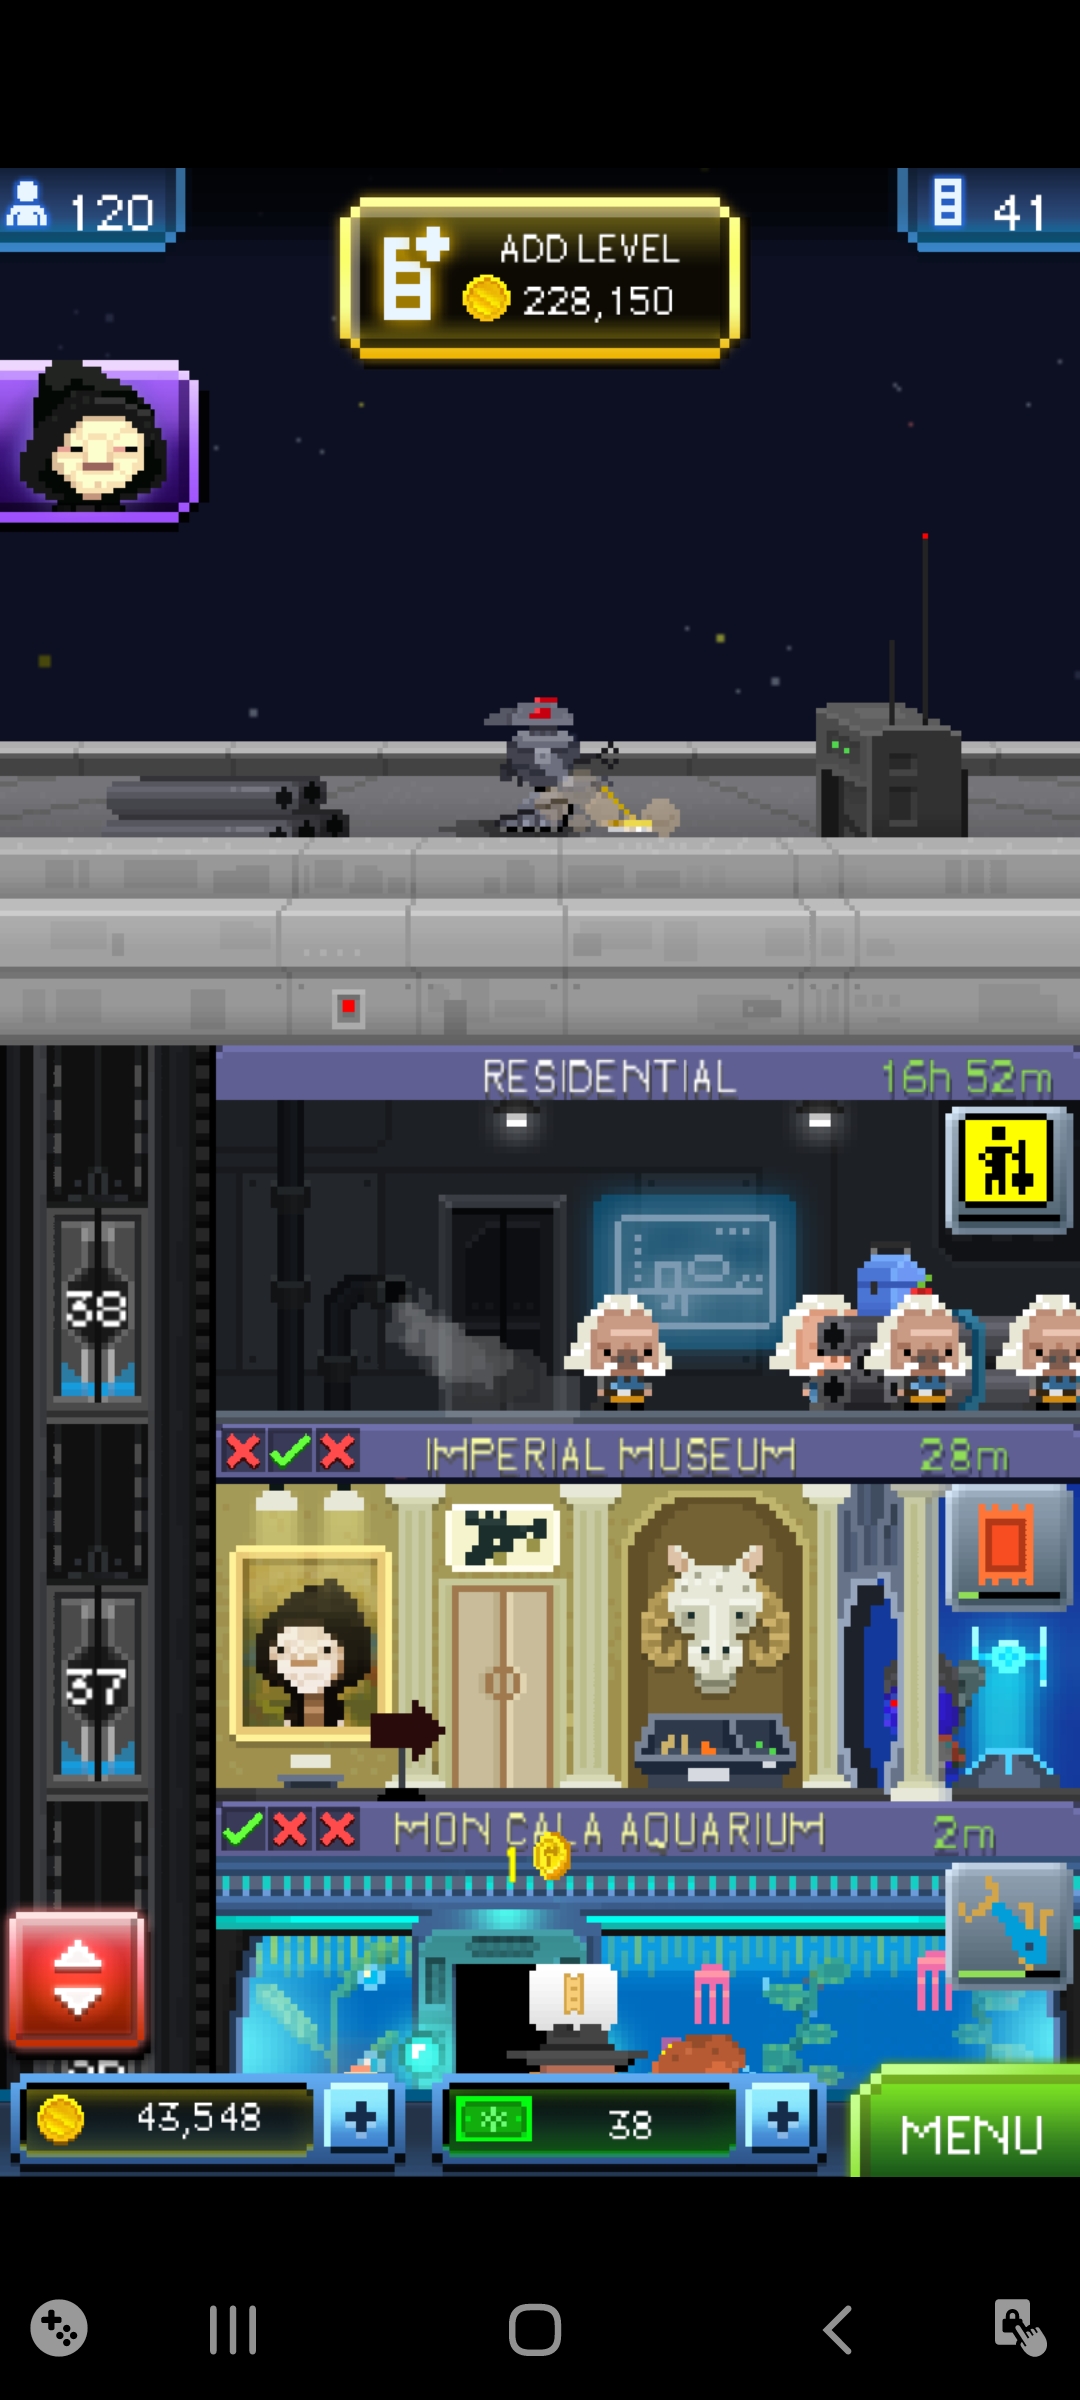 120
ADD LEVEL
228,150
41
RESIDENTIAL 16h 52m
38
IMPERIAL MUSEUM 28m
37
MON CALA AQUARIUM 2m
1
43,548
38
MENU